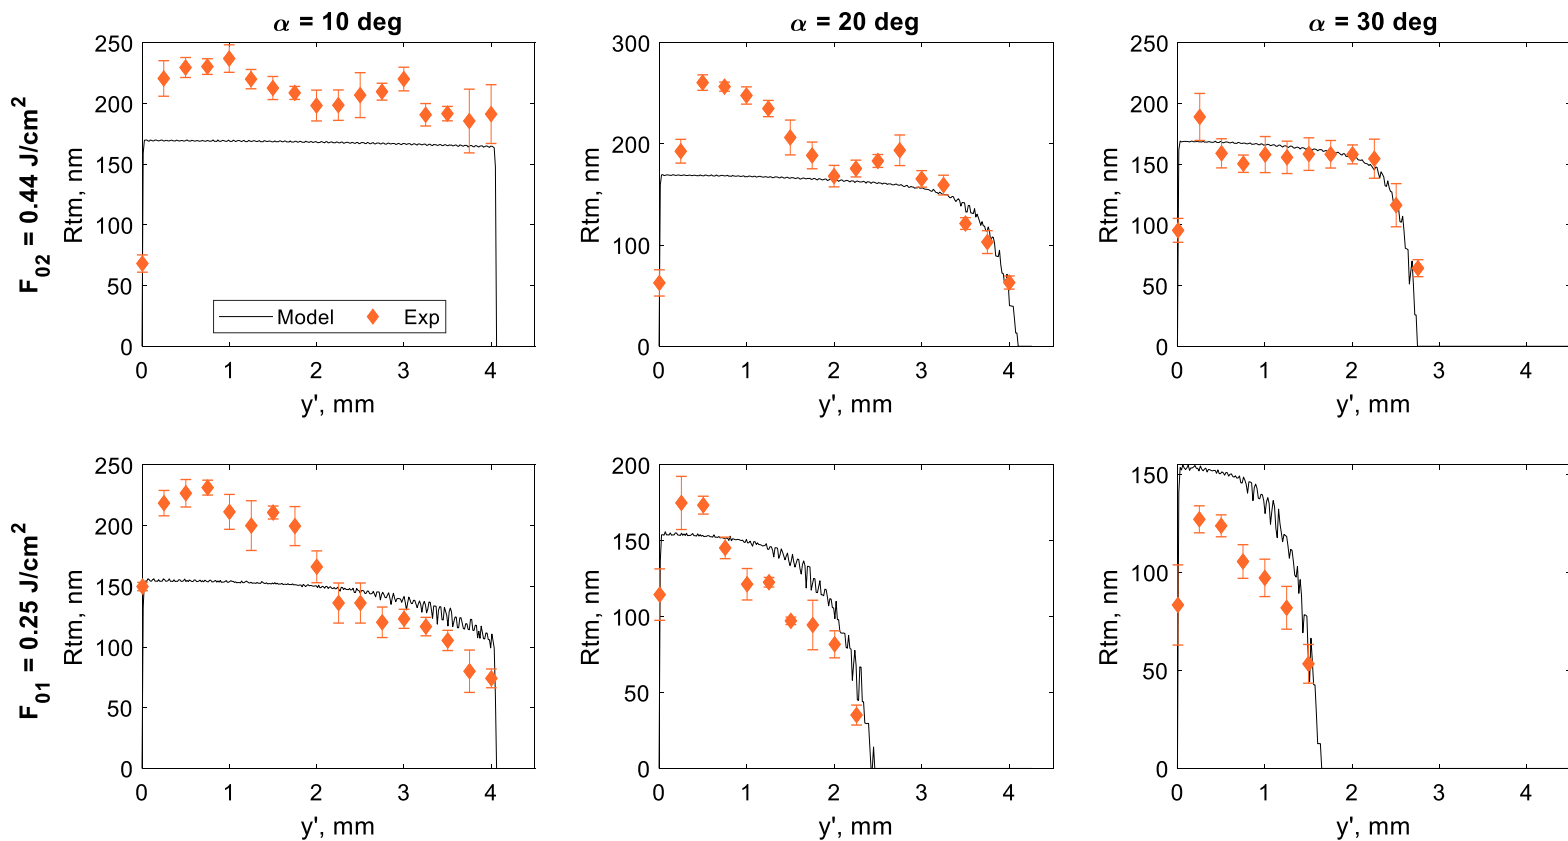 α = 10 deg
α = 20 deg
α = 30 deg
F02 = 0.44 J/cm2
Rtm, nm
250
200
150
100
50
0
0 1 2 3 4
y', mm
Model Exp
Rtm, nm
300
200
100
0
0 1 2 3 4
y', mm
Rtm, nm
250
200
150
100
50
0
0 1 2 3 4
y', mm
F01 = 0.25 J/cm2
Rtm, nm
250
200
150
100
50
0
0 1 2 3 4
y', mm
Rtm, nm
200
150
100
50
0
0 1 2 3 4
y', mm
Rtm, nm
150
100
50
0
0 1 2 3 4
y', mm